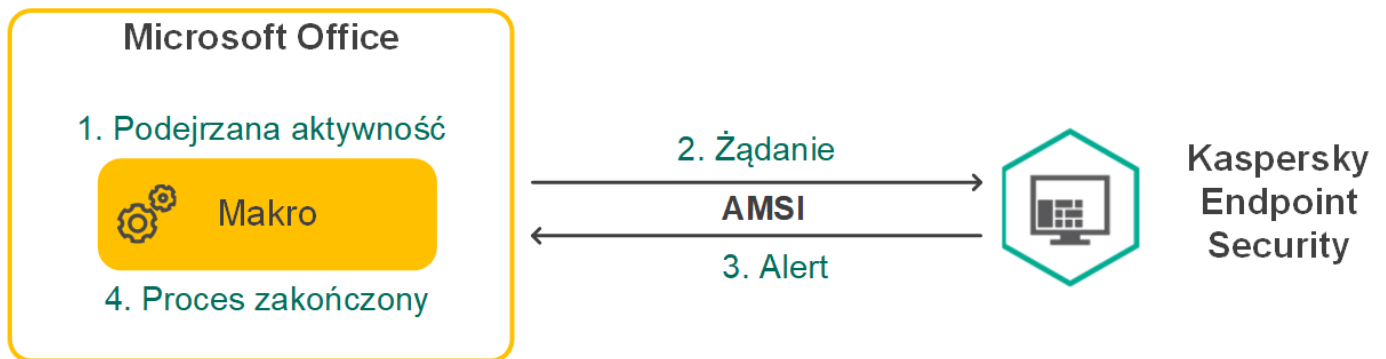 Microsoft Office
1. Podejrzana aktywność
Makro
4. Proces zakończony
2. Żądanie
AMSI
3. Alert
Kaspersky
Endpoint
Security